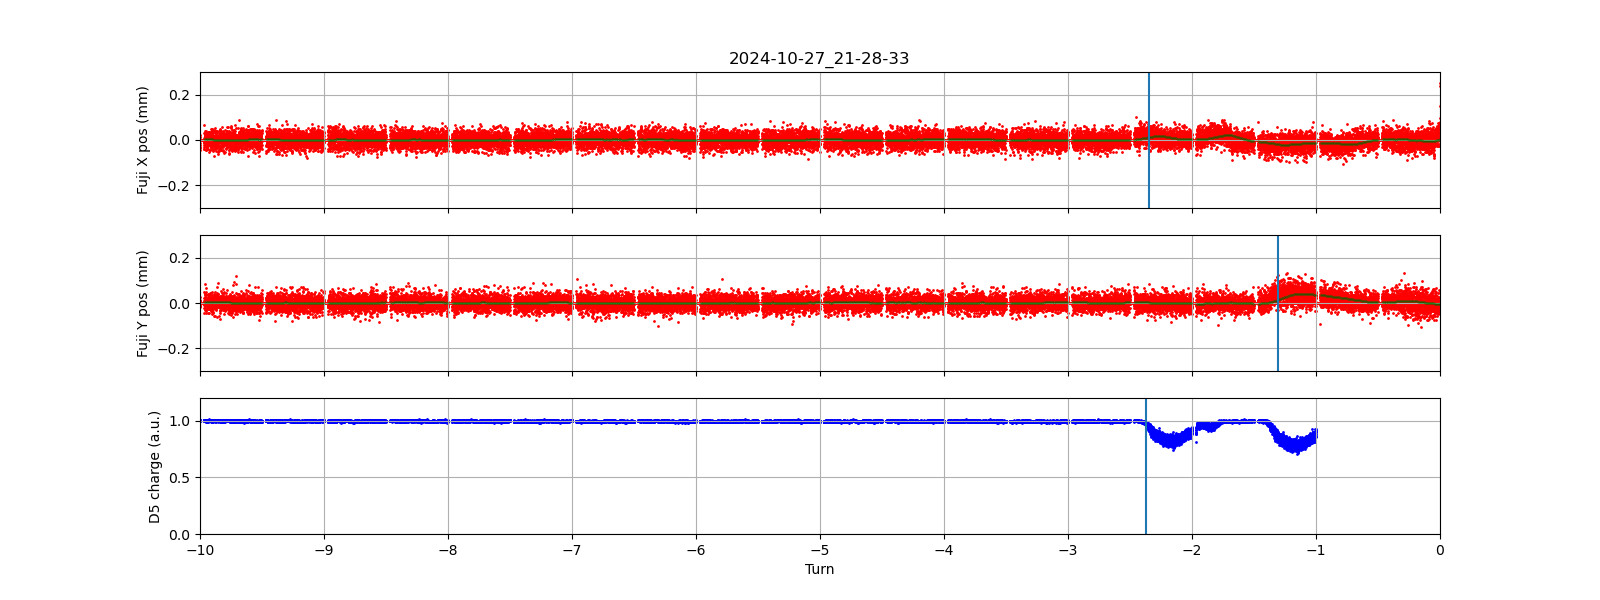 2024-10-27_21-28-33
Fuji X pos (mm)
0.2
0.0
−0.2
Fuji Y pos (mm)
0.2
0.0
−0.2
D5 charge (a.u.)
1.0
0.5
0.0
−10 −9 −8 −7 −6 −5 −4 −3 −2 −1 0
Turn